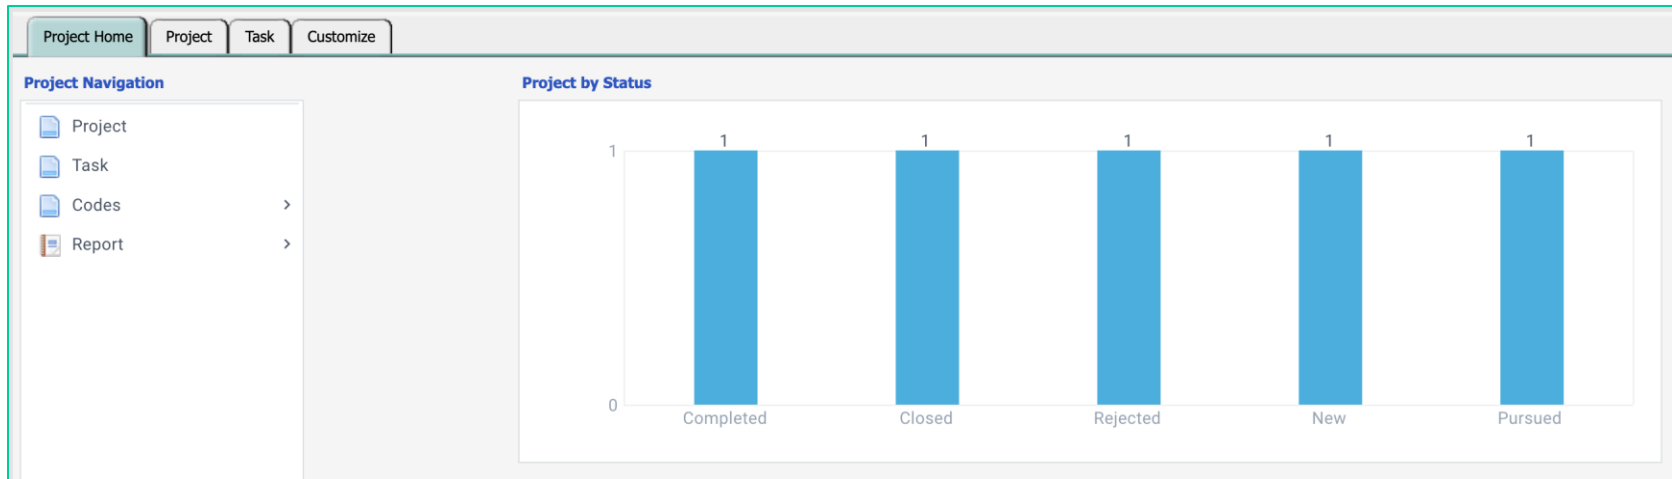 Project Home Project Task Customize
Project Navigation
Project
Task
Codes
Report
Project by Status
1 1 1 1 1
1
0
Completed Closed Rejected New Pursued